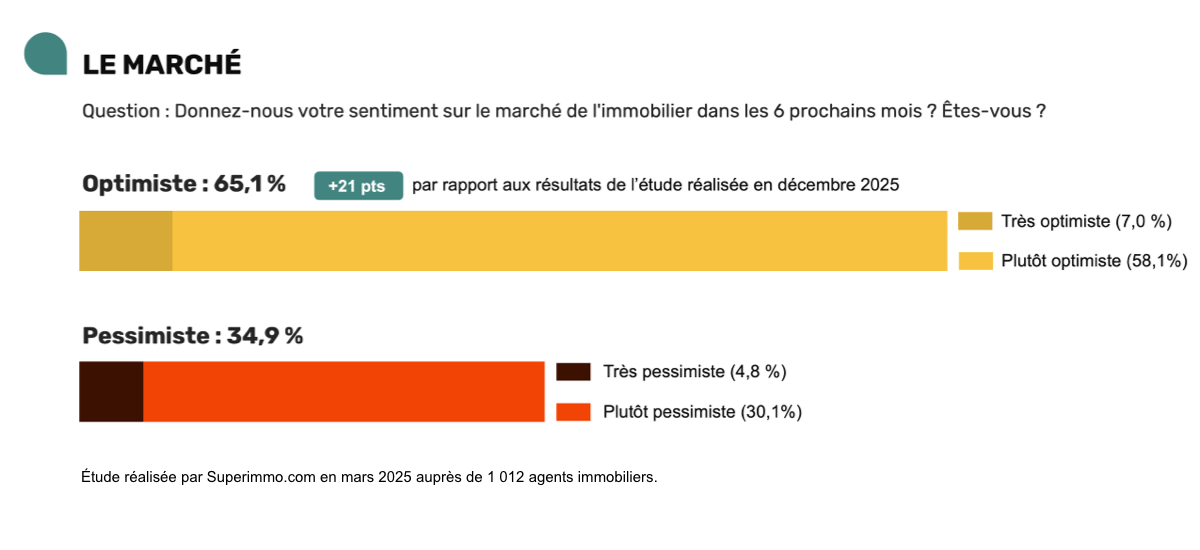 LE MARCHÉ
Question : Donnez-nous votre sentiment sur le marché de l'immobilier dans les 6 prochains mois ? Êtes-vous ?
Optimiste : 65,1 % +21 pts par rapport aux résultats de l'étude réalisée en décembre 2025
Très optimiste (7,0 %)
Plutôt optimiste (58,1%)
Pessimiste : 34,9 %
Très pessimiste (4,8 %)
Plutôt pessimiste (30,1%)
Étude réalisée par Superimmo.com en mars 2025 auprès de 1 012 agents immobiliers.